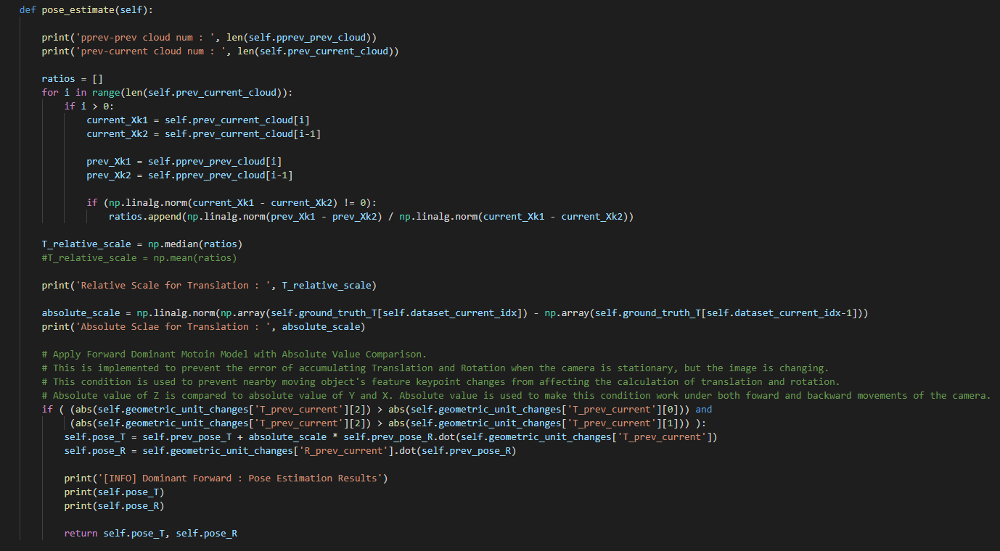 def pose_estimate(self):
print('pprev-prev cloud num : ', len(self.pprev_prev_cloud))
print('prev-current cloud num : ', len(self.prev_current_cloud))
ratios = []
for i in range(len(self.prev_current_cloud)):
if i > 0:
current_Xk1 = self.prev_current_cloud[i]
current_Xk2 = self.prev_current_cloud[i-1]
prev_Xk1 = self.pprev_prev_cloud[i]
prev_Xk2 = self.pprev_prev_cloud[i-1]
if (np.linalg.norm(current_Xk1 - current_Xk2) != 0):
ratios.append(np.linalg.norm(prev_Xk1 - prev_Xk2) / np.linalg.norm(current_Xk1 - current_Xk2))
T_relative_scale = np.median(ratios)
#T_relative_scale = np.mean(ratios)
print('Relative Scale for Translation : ', T_relative_scale)
absolute_scale = np.linalg.norm(np.array(self.ground_truth_T[self.dataset_current_idx]) - np.array(self.ground_truth_T[self.dataset_current_idx-1]))
print('Absolute Sclae for Translation : ', absolute_scale)
# Apply Forward Dominant Motoin Model with Absolute Value Comparison.
# This is implemented to prevent the error of accumulating Translation and Rotation when the camera is stationary, but the image is changing.
# This condition is used to prevent nearby moving object's feature keypoint changes from affecting the calculation of translation and rotation.
# Absolute value of Z is compared to absolute value of Y and X. Absolute value is used to make this condition work under both foward and backward movements of the camera.
if ( (abs(self.geometric_unit_changes['T_prev_current'][2]) > abs(self.geometric_unit_changes['T_prev_current'][0])) and
(abs(self.geometric_unit_changes['T_prev_current'][2]) > abs(self.geometric_unit_changes['T_prev_current'][1])) ):
self.pose_T = self.prev_pose_T + absolute_scale * self.prev_pose_R.dot(self.geometric_unit_changes['T_prev_current'])
self.pose_R = self.geometric_unit_changes['R_prev_current'].dot(self.prev_pose_R)
print('[INFO] Dominant Forward : Pose Estimation Results')
print(self.pose_T)
print(self.pose_R)
return self.pose_T, self.pose_R